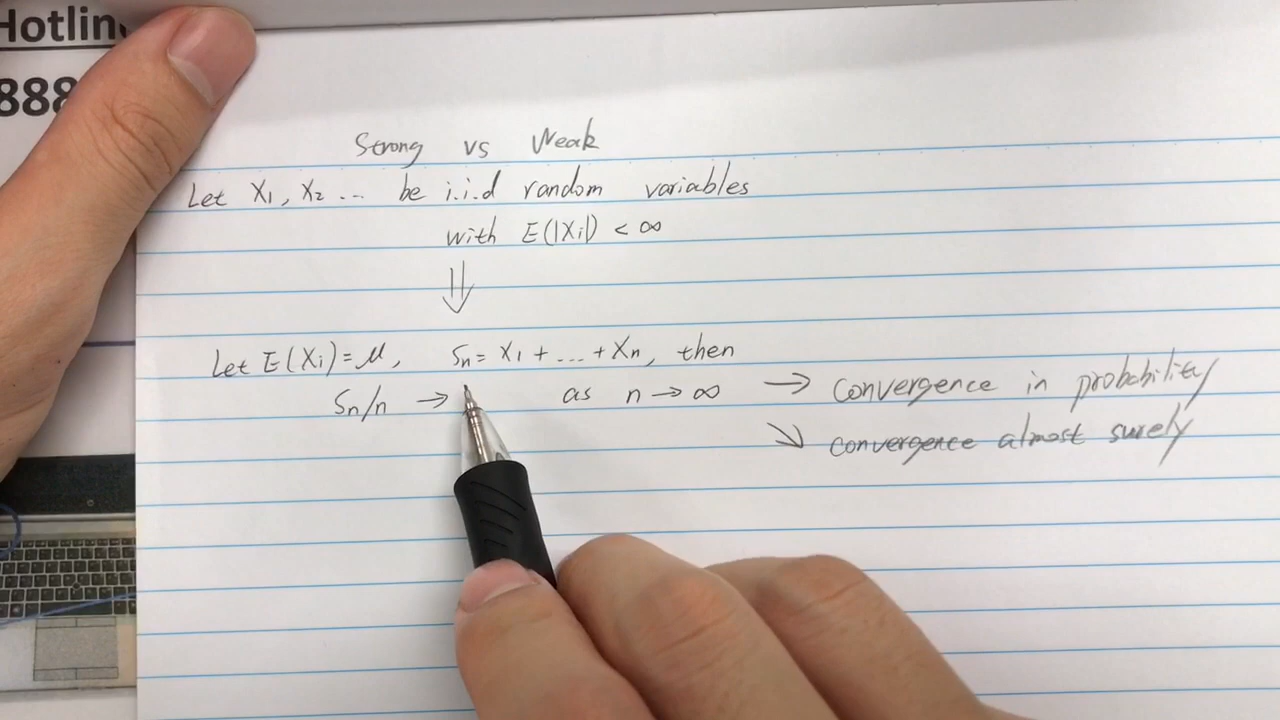 Hotlin
888
Strong vs Weak
Let X₁, X₂ ... be i.i.d random variables
with E(|Xi|) < ∞
⇓
Let E(Xi) = μ, Sn = X₁ + ... + Xn, then
Sn/n → as n → ∞ → convergence in probability
↘ convergence almost surely